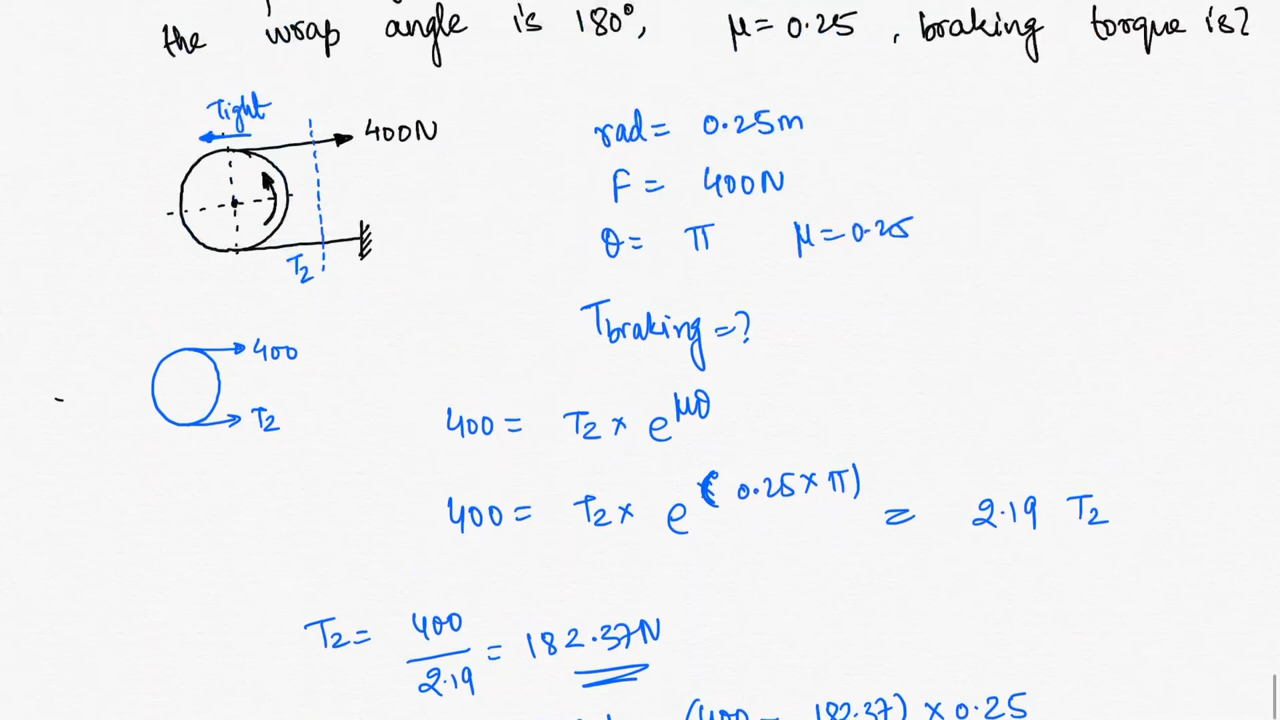 the wrap angle is 180°, μ = 0.25 , braking torque is?
Tight
400N
T₂
rad = 0.25m
F = 400N
θ = π μ = 0.25
T braking = ?
400
T₂
400 = T₂ × e^μθ
400 = T₂ × e^(0.25 × π) = 2.19 T₂
T₂ = 400/2.19 = 182.37N
(400 - 182.37) × 0.25